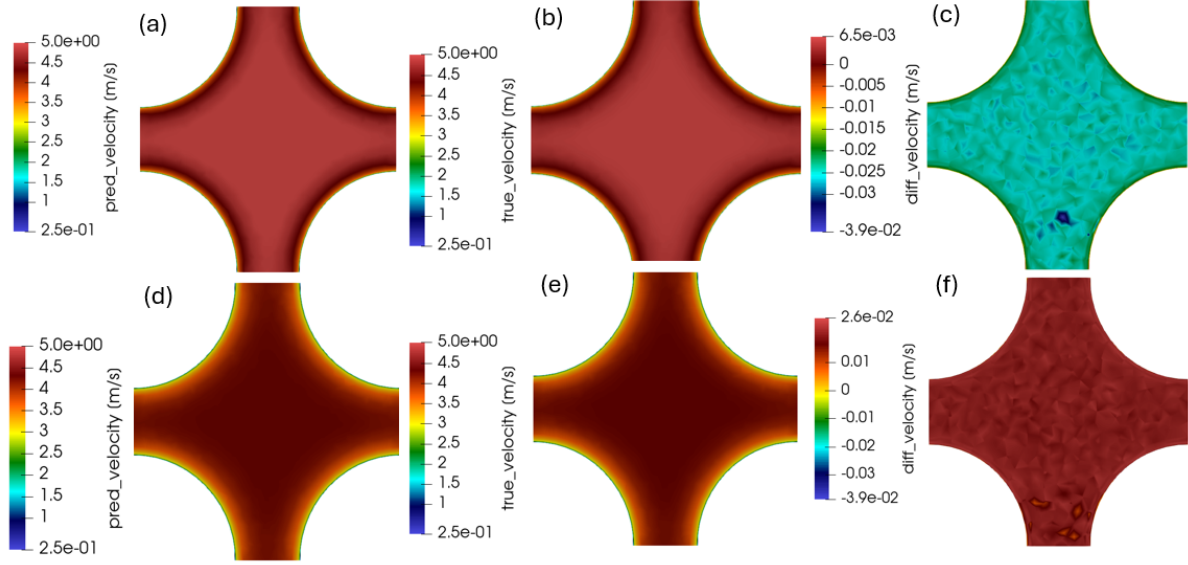 (a)
5.0e+00
4.5
4
3.5
3
2.5
2
1.5
1
2.5e-01
pred_velocity (m/s)
(b)
5.0e+00
4.5
4
3.5
3
2.5
2
1.5
1
2.5e-01
true_velocity (m/s)
(c)
6.5e-03
0
-0.005
-0.01
-0.015
-0.02
-0.025
-0.03
-3.9e-02
diff_velocity (m/s)
(d)
5.0e+00
4.5
4
3.5
3
2.5
2
1.5
1
2.5e-01
pred_velocity (m/s)
(e)
5.0e+00
4.5
4
3.5
3
2.5
2
1.5
1
2.5e-01
true_velocity (m/s)
(f)
2.6e-02
0.01
0
-0.01
-0.02
-0.03
-3.9e-02
diff_velocity (m/s)